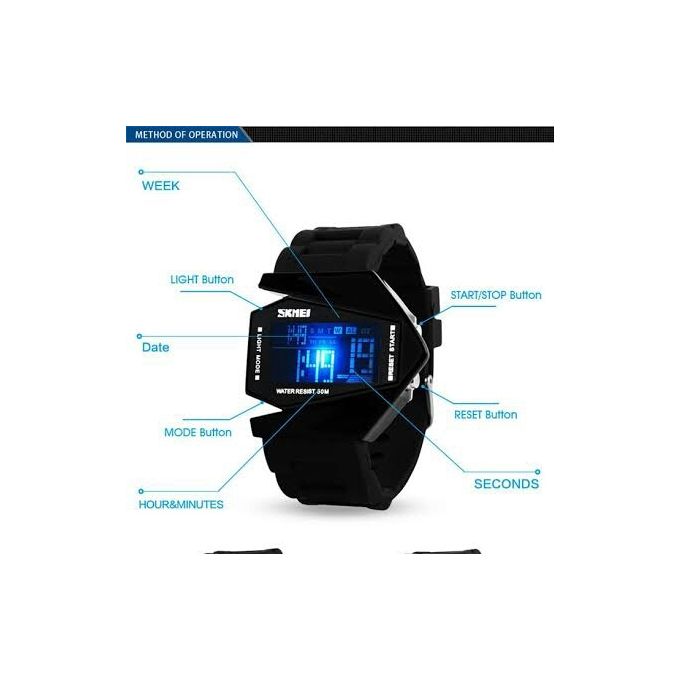 METHOD OF OPERATION
WEEK
LIGHT Button
START/STOP Button
SKMEI
S M T W
Date
LIGHT MODE
RESET START
19
WATER RESIST 50M
RESET Button
MODE Button
SECONDS
HOUR&MINUTES